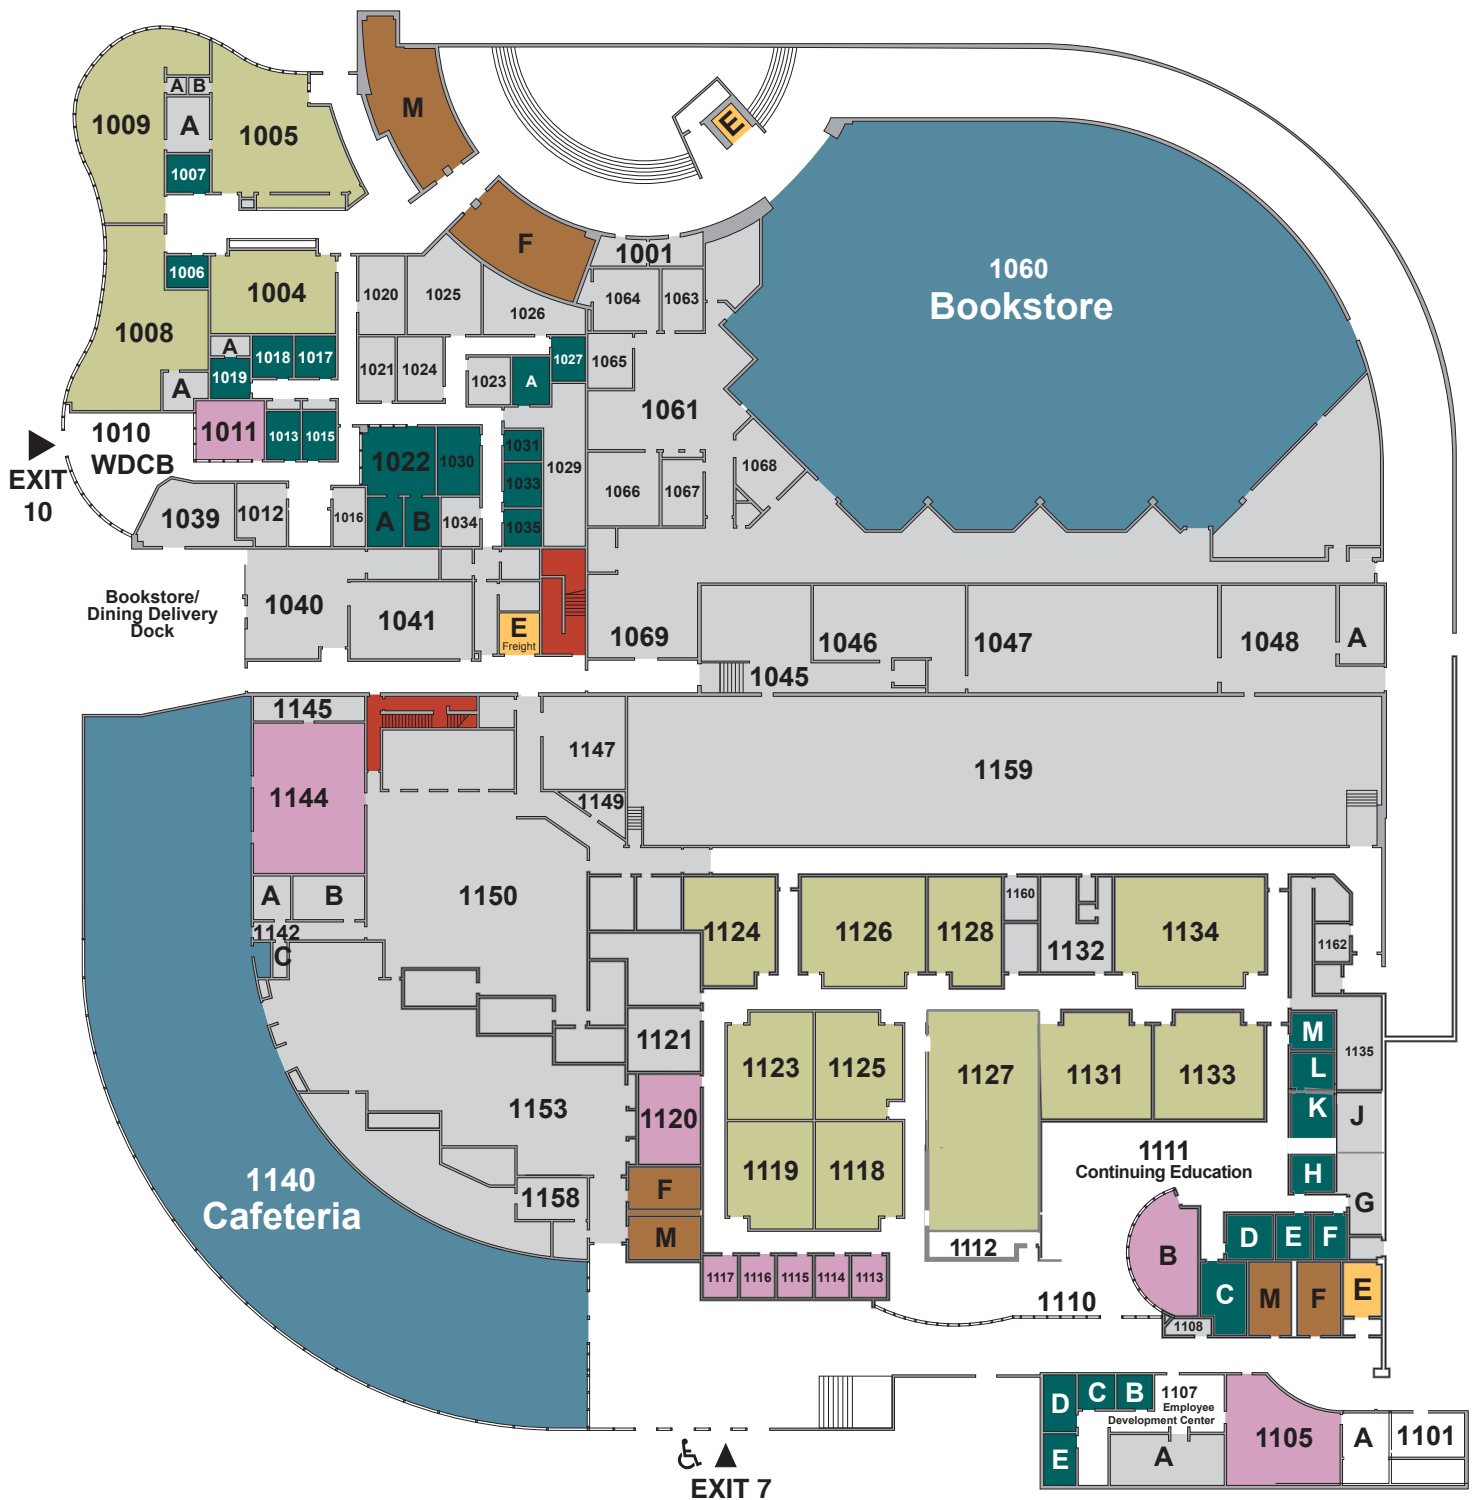 M
E
A B
1009
A
1005
1007
F
1001
1006
1004
1020
1025
1026
1064
1063
1060
Bookstore
1008
A
1018
1017
1019
1021
1024
1023
A
1027
1065
A
1061
1010
WDCB
1011
1013
1015
EXIT
10
1022
1030
1031
1033
1035
1029
1066
1067
1068
1039
1012
1016
A
B
1034
Bookstore/
Dining Delivery
Dock
1040
1041
E
Freight
1069
1045
1046
1047
1048
A
1145
1144
1147
1149
1159
A
B
1142
C
1150
1124
1126
1128
1160
1132
1134
1162
1121
1123
1125
1127
1131
1133
M
L
K
1135
J
1153
1120
1119
1118
1111
Continuing Education
H
G
1140
Cafeteria
1158
F
M
1112
B
D
E
F
C
M
F
E
1117
1116
1115
1114
1113
1110
1108
D
C
B
1107
Employee
Development Center
E
A
1105
A
1101
EXIT 7